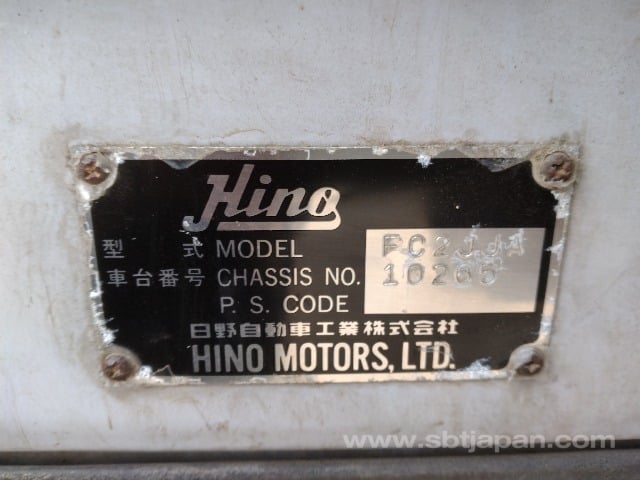 Hino
型 式 MODEL FC2JJ
車台番号 CHASSIS NO. 10265
P. S. CODE
日野自動車工業株式会社
HINO MOTORS, LTD.
www.sbtjapan.com